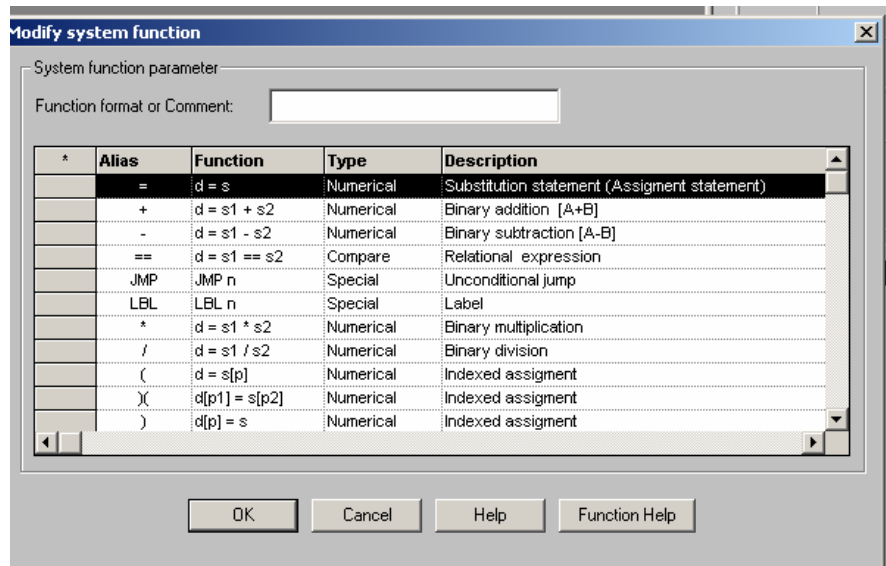 Modify system function
System function parameter
Function format or Comment:
* Alias Function Type Description
= d = s Numerical Substitution statement (Assigment statement)
+ d = s1 + s2 Numerical Binary addition [A+B]
- d = s1 - s2 Numerical Binary subtraction [A-B]
== d = s1 == s2 Compare Relational expression
JMP JMP n Special Unconditional jump
LBL LBL n Special Label
* d = s1 * s2 Numerical Binary multiplication
/ d = s1 / s2 Numerical Binary division
( d = s[p] Numerical Indexed assigment
)( d[p1] = s[p2] Numerical Indexed assigment
) d[p] = s Numerical Indexed assigment
OK Cancel Help Function Help